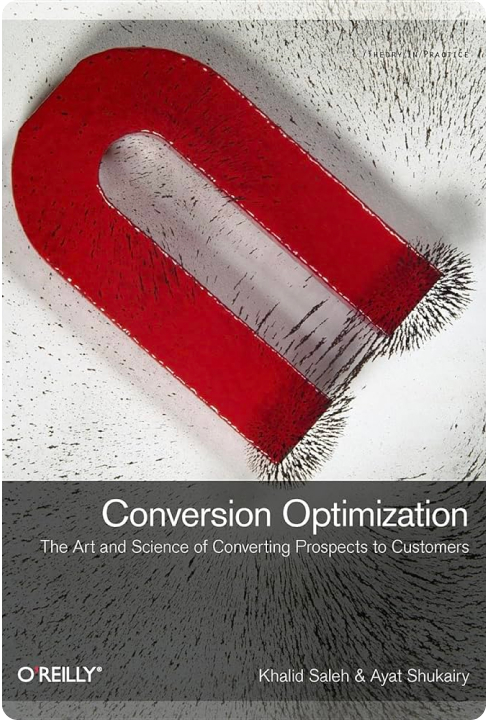 THEORY IN PRACTICE
Conversion Optimization
The Art and Science of Converting Prospects to Customers
O'REILLY®
Khalid Saleh & Ayat Shukairy